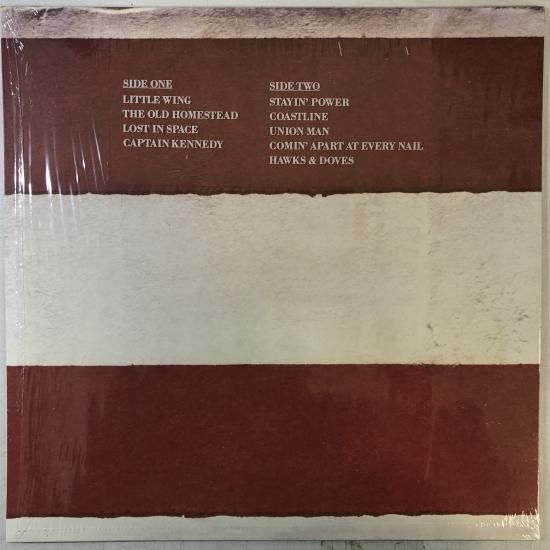 SIDE ONE
LITTLE WING
THE OLD HOMESTEAD
LOST IN SPACE
CAPTAIN KENNEDY
SIDE TWO
STAYIN' POWER
COASTLINE
UNION MAN
COMIN' APART AT EVERY NAIL
HAWKS & DOVES